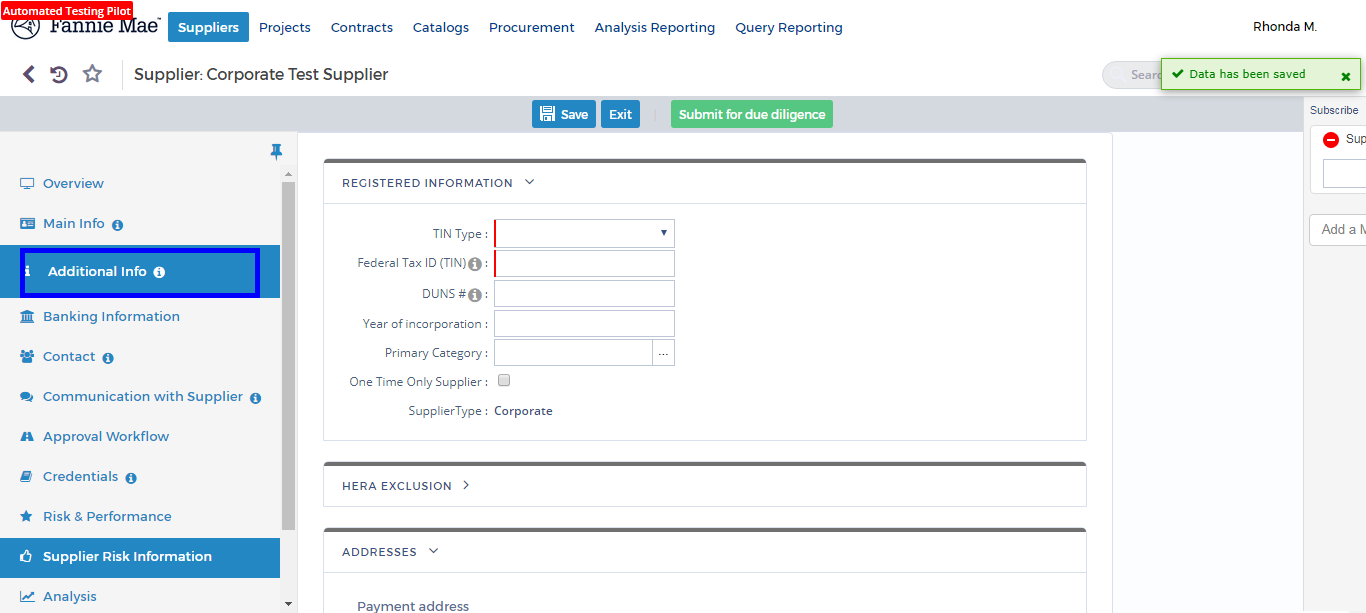 Automated Testing Pilot
Fannie Mae
Suppliers Projects Contracts Catalogs Procurement Analysis Reporting Query Reporting
Rhonda M.
Supplier: Corporate Test Supplier
Searc
Data has been saved
Save Exit Submit for due diligence
Subscribe
Sup
Add a M
Overview
Main Info
Additional Info
Banking Information
Contact
Communication with Supplier
Approval Workflow
Credentials
Risk & Performance
Supplier Risk Information
Analysis
REGISTERED INFORMATION
TIN Type :
Federal Tax ID (TIN) :
DUNS # :
Year of incorporation :
Primary Category : ...
One Time Only Supplier :
SupplierType : Corporate
HERA EXCLUSION
ADDRESSES
Payment address